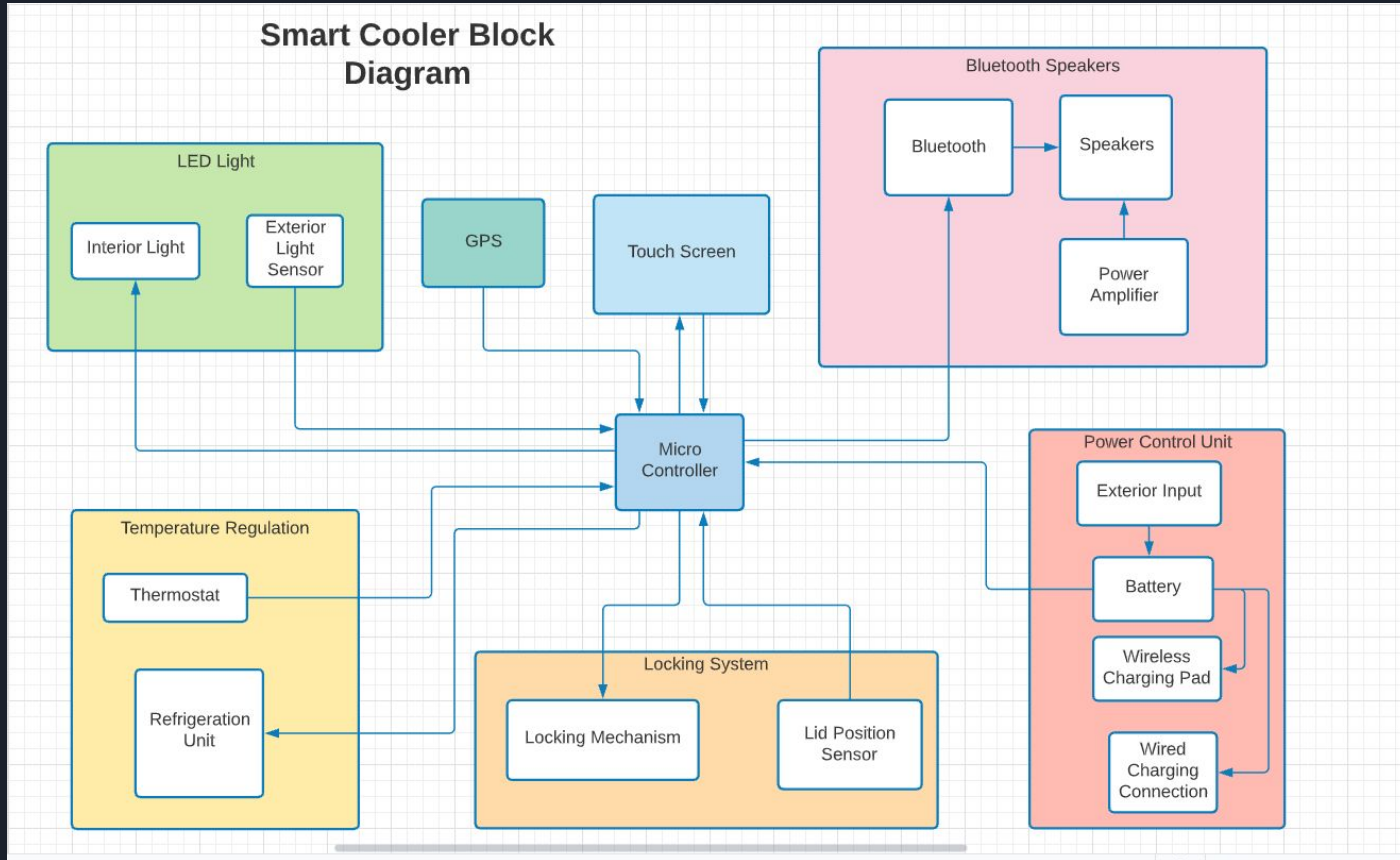 Smart Cooler Block
Diagram
LED Light
Interior Light
Exterior
Light
Sensor
GPS
Touch Screen
Bluetooth Speakers
Bluetooth
Speakers
Power
Amplifier
Micro
Controller
Temperature Regulation
Thermostat
Refrigeration
Unit
Locking System
Locking Mechanism
Lid Position
Sensor
Power Control Unit
Exterior Input
Battery
Wireless
Charging Pad
Wired
Charging
Connection